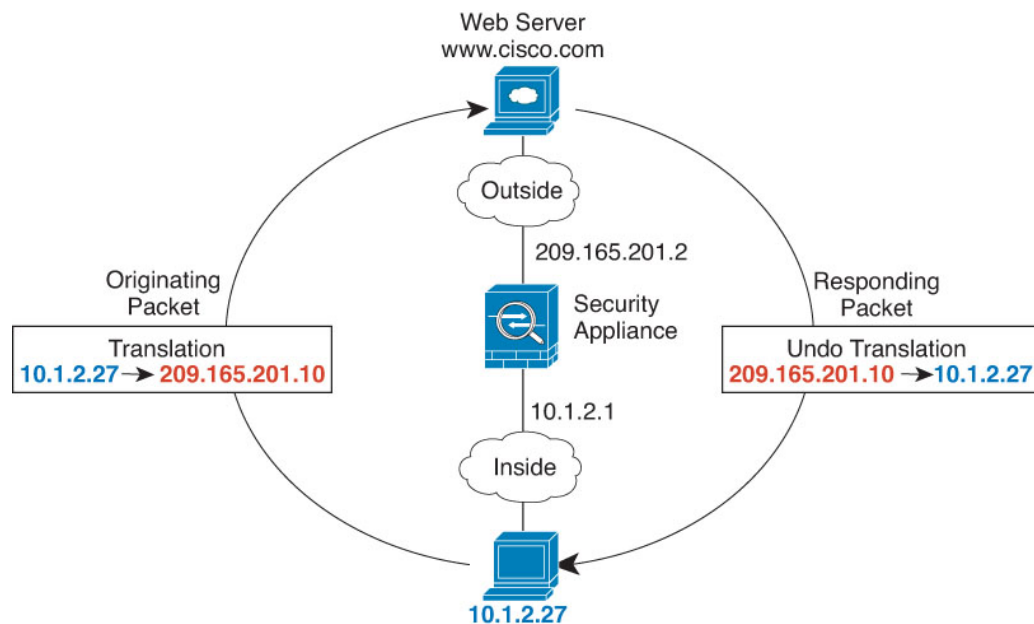 Web Server
www.cisco.com
Outside
209.165.201.2
Originating
Packet
Responding
Packet
Security
Appliance
Translation
10.1.2.27 209.165.201.10
Undo Translation
209.165.201.10 10.1.2.27
10.1.2.1
Inside
10.1.2.27